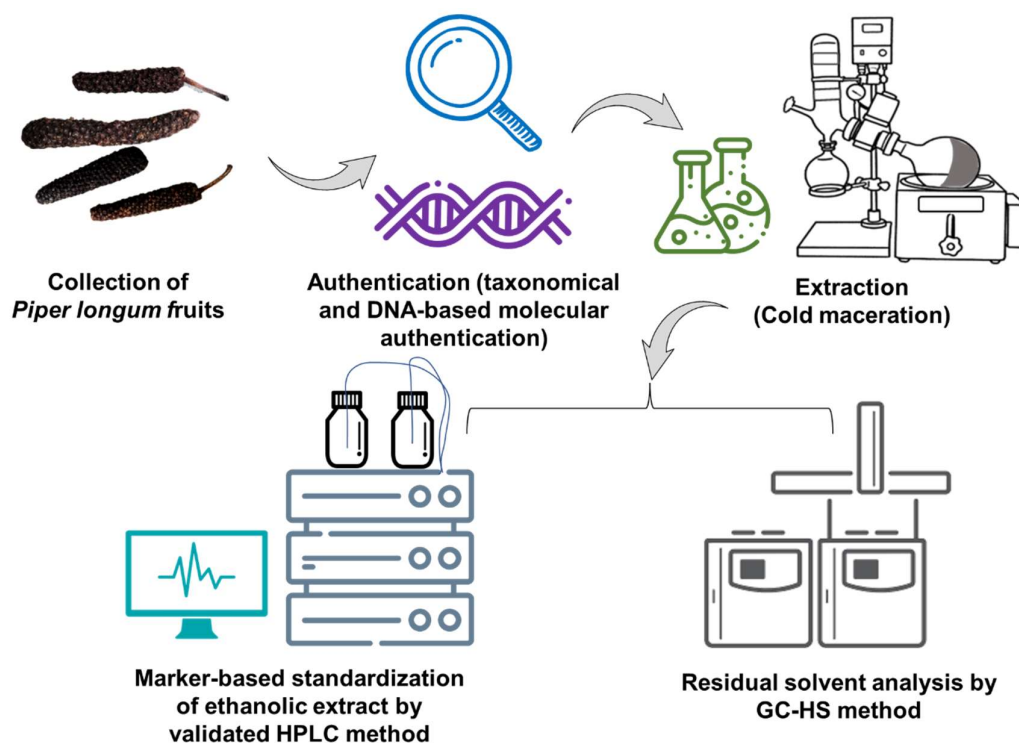 Collection of
Piper longum fruits
Authentication (taxonomical
and DNA-based molecular
authentication)
Extraction
(Cold maceration)
Marker-based standardization
of ethanolic extract by
validated HPLC method
Residual solvent analysis by
GC-HS method